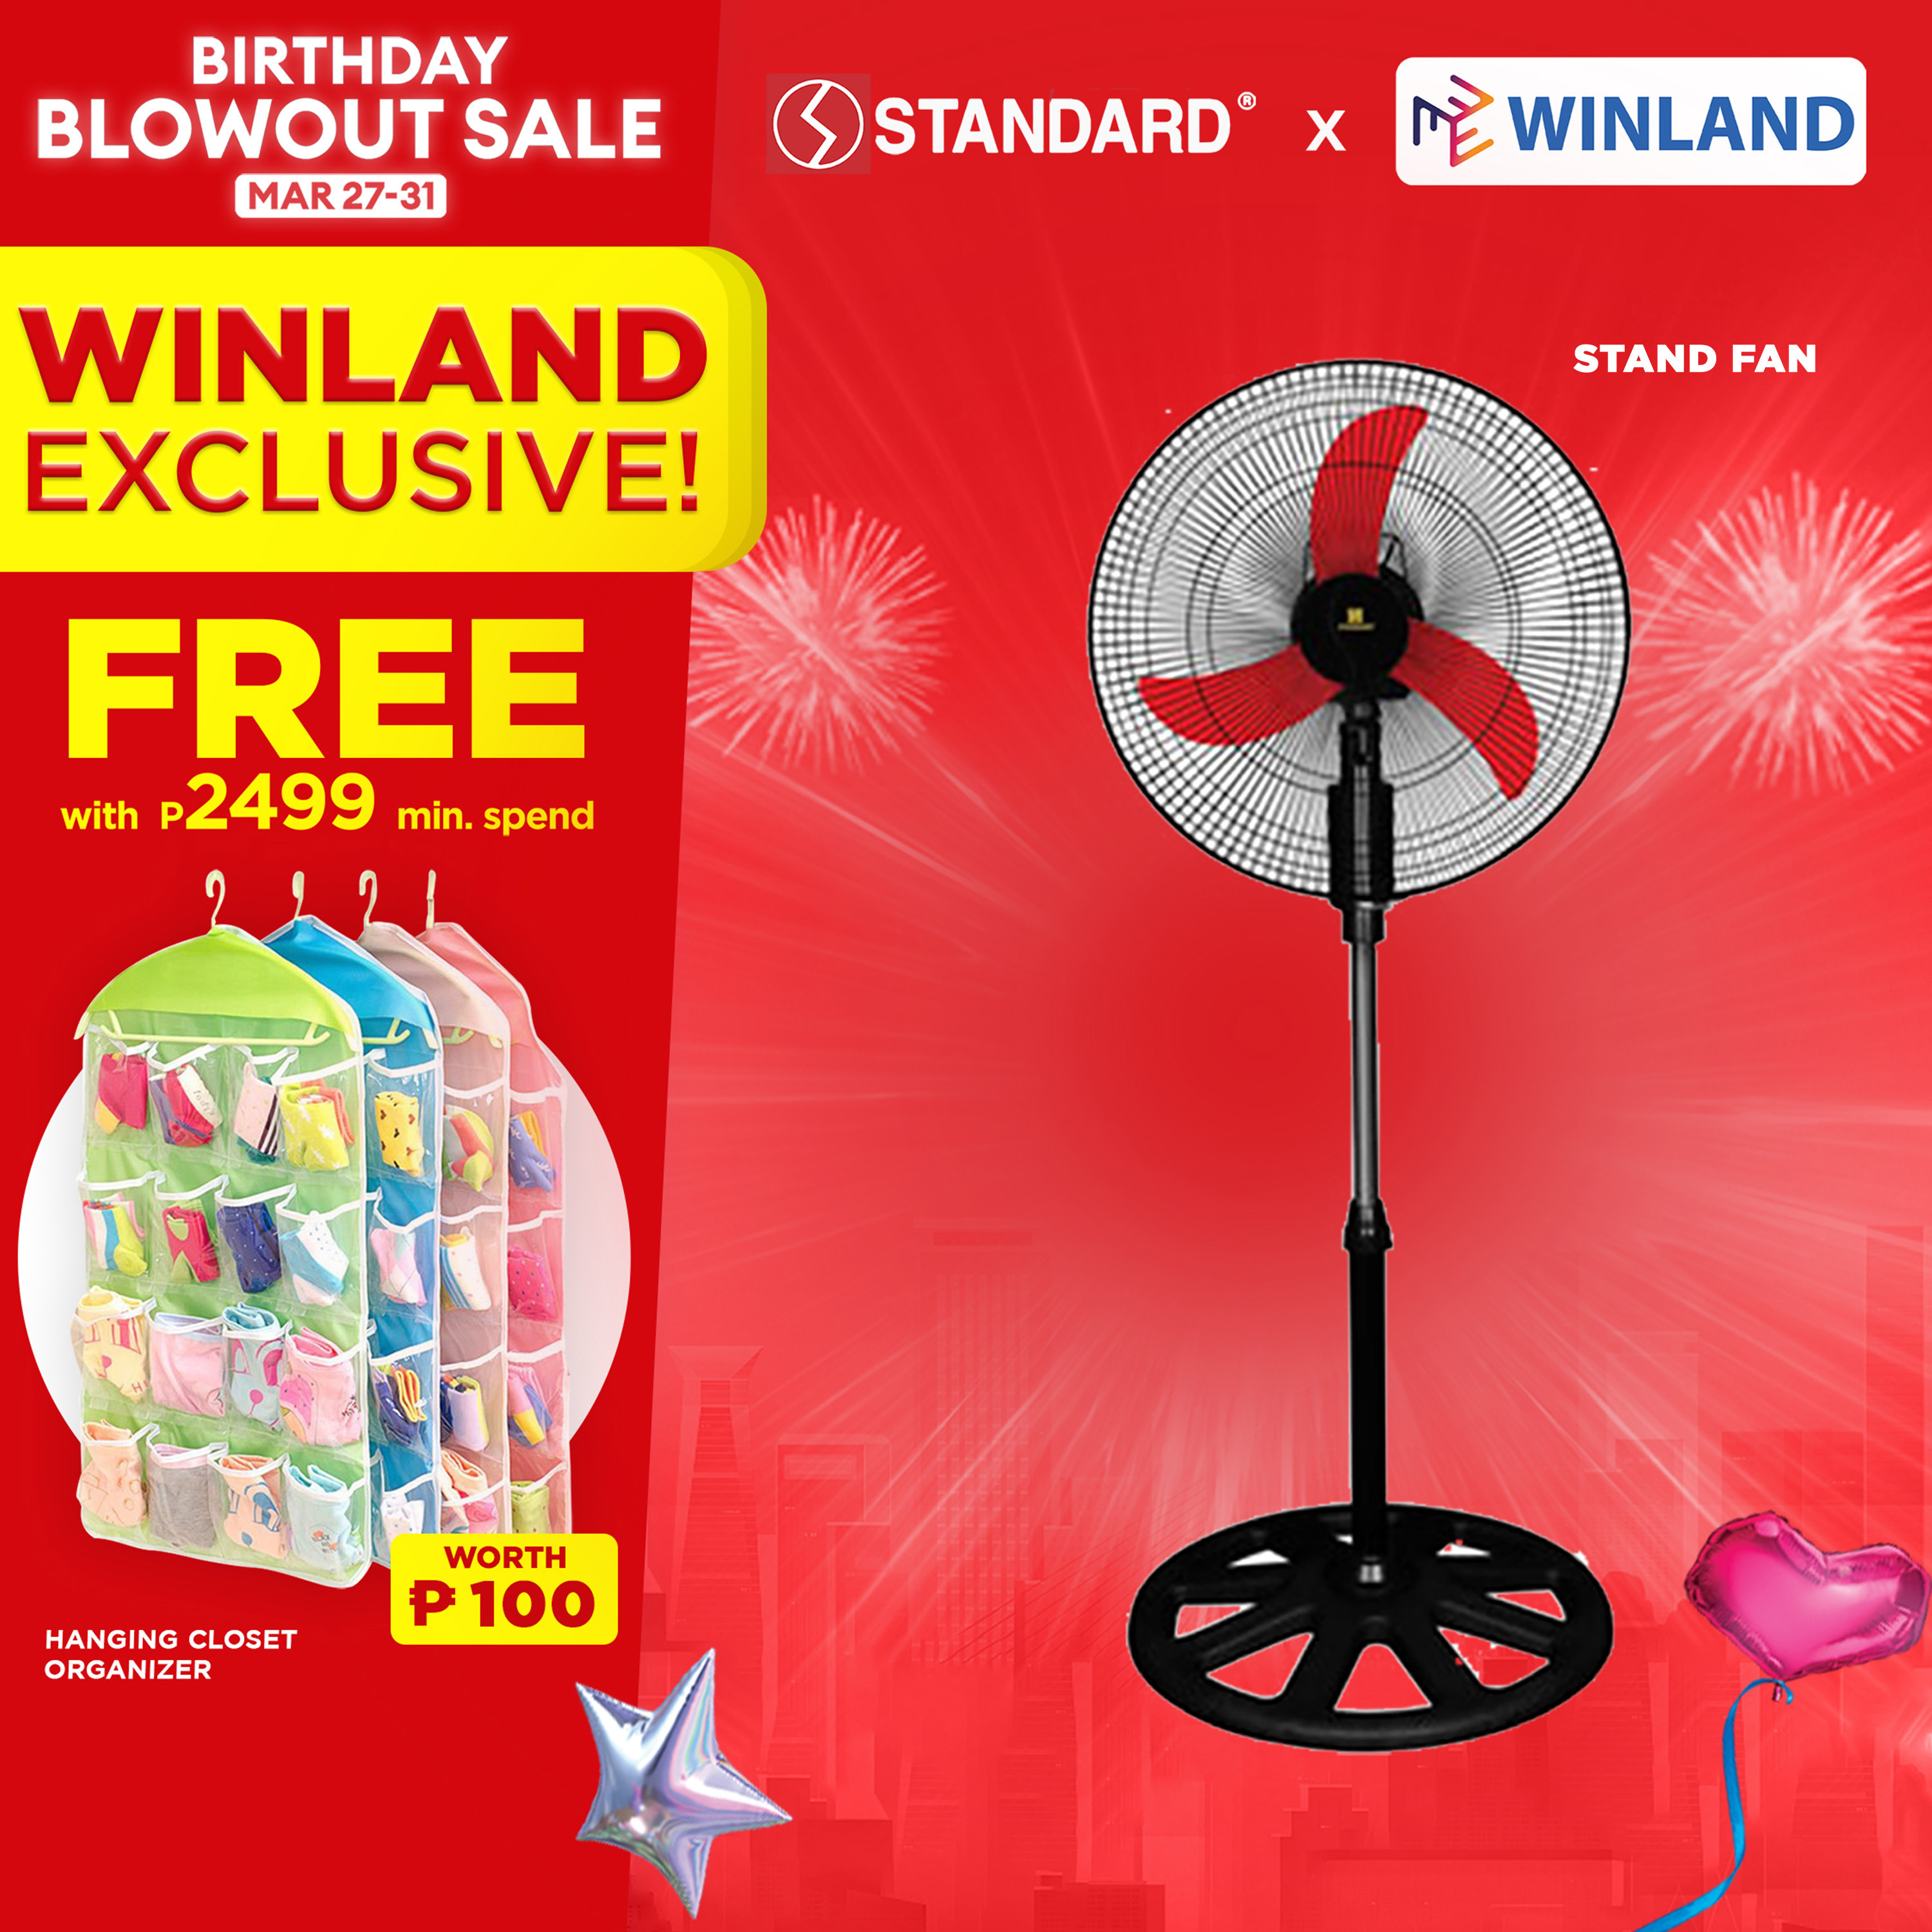 BIRTHDAY
BLOWOUT SALE
MAR 27-31
STANDARD® X WINLAND
WINLAND
EXCLUSIVE!
STAND FAN
FREE
with ₱2499 min. spend
WORTH
₱100
HANGING CLOSET
ORGANIZER